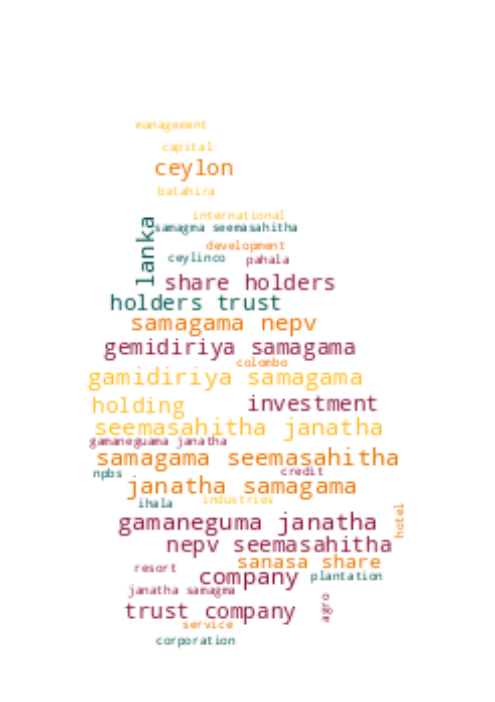 management
capital
ceylon
batahira
international
lanka
samagma seemasahitha
development
ceylinco pahala
share holders
holders trust
samagama nepv
gemidiriya samagama
colombo
gamidiriya samagama
holding investment
seemasahitha janatha
gamaneguama janatha
samagama seemasahitha
npbs credit
janatha samagama
ihala industries
hotel
gamaneguma janatha
nepv seemasahitha
sanasa share
resort company plantation
janatha samagma
agro
trust company
service
corporation